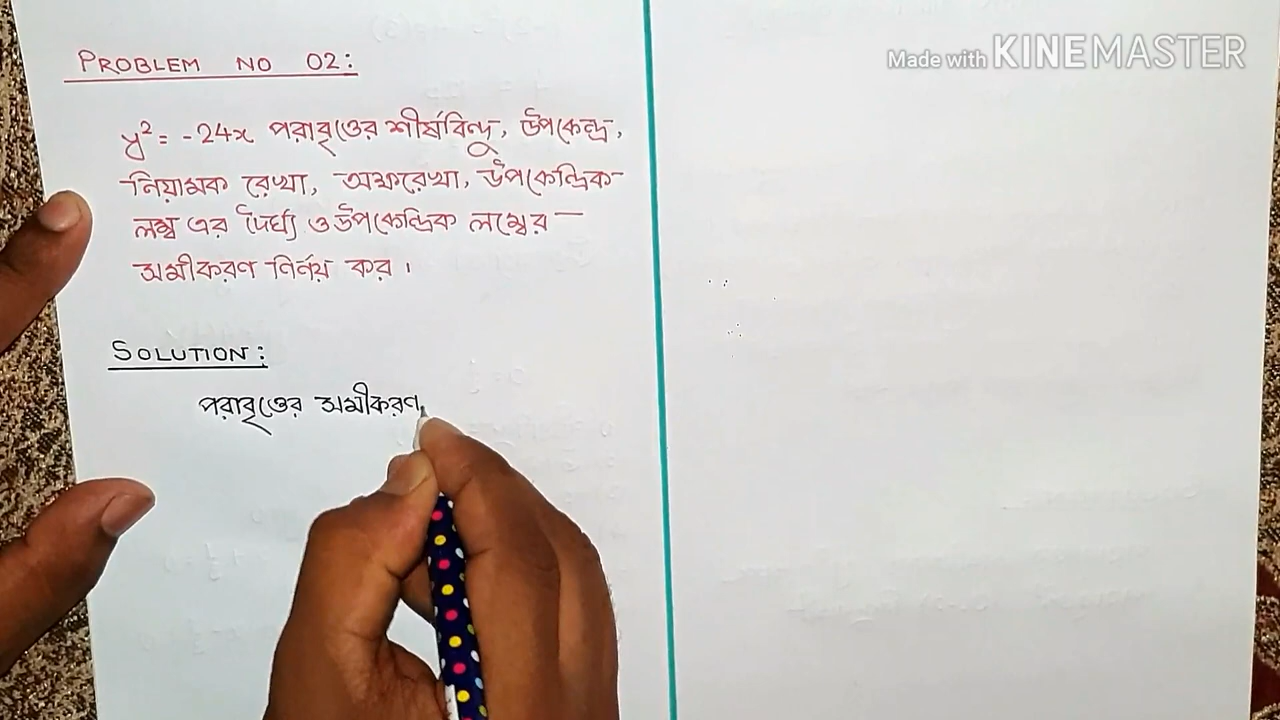 Made with KINEMASTER
PROBLEM NO 02:
y² = -24x পরাবৃত্তের শীর্ষবিন্দু, উপকেন্দ্র,
নিয়ামক রেখা, অক্ষরেখা, উপকেন্দ্রিক
লম্ব এর দৈর্ঘ্য ও উপকেন্দ্রিক লম্বের
সমীকরণ নির্নয় কর।
SOLUTION:
পরাবৃত্তের সমীকরণ